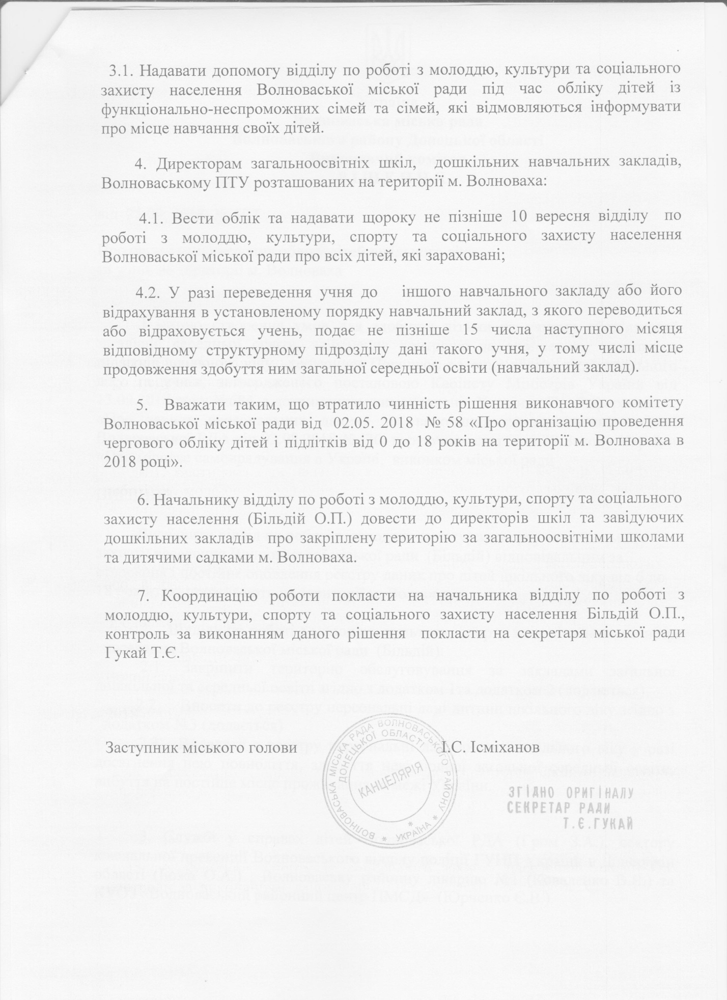 3.1. Надавати допомогу відділу по роботі з молоддю, культури та соціального
захисту населення Волноваської міської ради під час обліку дітей із
функціонально-неспроможних сімей та сімей, які відмовляються інформувати
про місце навчання своїх дітей.
4. Директорам загальноосвітніх шкіл, дошкільних навчальних закладів,
Волноваському ПТУ розташованих на території м. Волноваха:
4.1. Вести облік та надавати щороку не пізніше 10 вересня відділу по
роботі з молоддю, культури, спорту та соціального захисту населення
Волноваської міської ради про всіх дітей, які зараховані;
4.2. У разі переведення учня до іншого навчального закладу або його
відрахування в установленому порядку навчальний заклад, з якого переводиться
або відраховується учень, подає не пізніше 15 числа наступного місяця
відповідному структурному підрозділу дані такого учня, у тому числі місце
продовження здобуття ним загальної середньої освіти (навчальний заклад).
5. Вважати таким, що втратило чинність рішення виконавчого комітету
Волноваської міської ради від 02.05. 2018 № 58 «Про організацію проведення
чергового обліку дітей і підлітків від 0 до 18 років на території м. Волноваха в
2018 році».
6. Начальнику відділу по роботі з молоддю, культури, спорту та соціального
захисту населення (Більдій О.П.) довести до директорів шкіл та завідуючих
дошкільних закладів про закріплену територію за загальноосвітніми школами
та дитячими садками м. Волноваха.
7. Координацію роботи покласти на начальника відділу по роботі з
молоддю, культури, спорту та соціального захисту населення Більдій О.П.,
контроль за виконанням даного рішення покласти на секретаря міської ради
Гукай Т.Є.
Заступник міського голови І.С. Ісміханов
ВОЛНОВАСЬКА МІСЬКА РАДА ВОЛНОВАСЬКОГО РАЙОНУ * УКРАЇНА *
ДОНЕЦЬКОЇ ОБЛАСТІ
КАНЦЕЛЯРІЯ
*
ЗГІДНО ОРИГІНАЛУ
СЕКРЕТАР РАДИ
Т.Є.ГУКАЙ